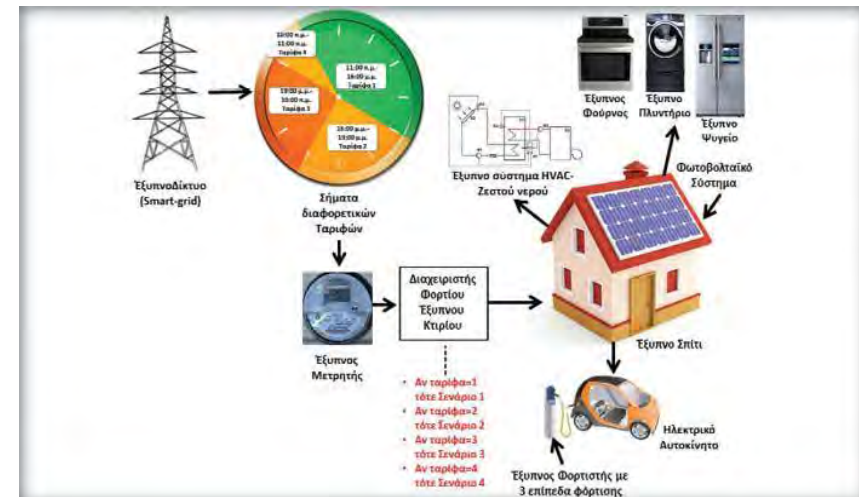 10:00 π.μ.-
11:00 π.μ.
Ταρίφα 4
11:00 π.μ.-
16:00 μ.μ.
Ταρίφα 1
19:00 μ.μ.-
10:00 π.μ.
Ταρίφα 3
Ταρίφα 2
ΈξυπνοΔίκτυο
(Smart-grid)
Σήματα
διαφορετικών
Ταριφών
Έξυπνος
Μετρητής
Διαχειριστής
Φορτίου
Έξυπνου
Κτιρίου
• Αν ταρίφα=1
τότε Σενάριο 1
• Αν ταρίφα=2
τότε Σενάριο 2
• Αν ταρίφα=3
τότε Σενάριο 3
• Αν ταρίφα=4
τότε Σενάριο 4
Έξυπνο σύστημα HVAC-
Ζεστού νερού
Έξυπνος
Φούρνος
Έξυπνο
Πλυντήριο
Έξυπνο
Ψυγείο
Φωτοβολταϊκό
Σύστημα
Έξυπνο Σπίτι
Ηλεκτρικό
Αυτοκίνητο
Έξυπνος Φορτιστής με
3 επίπεδα φόρτισης